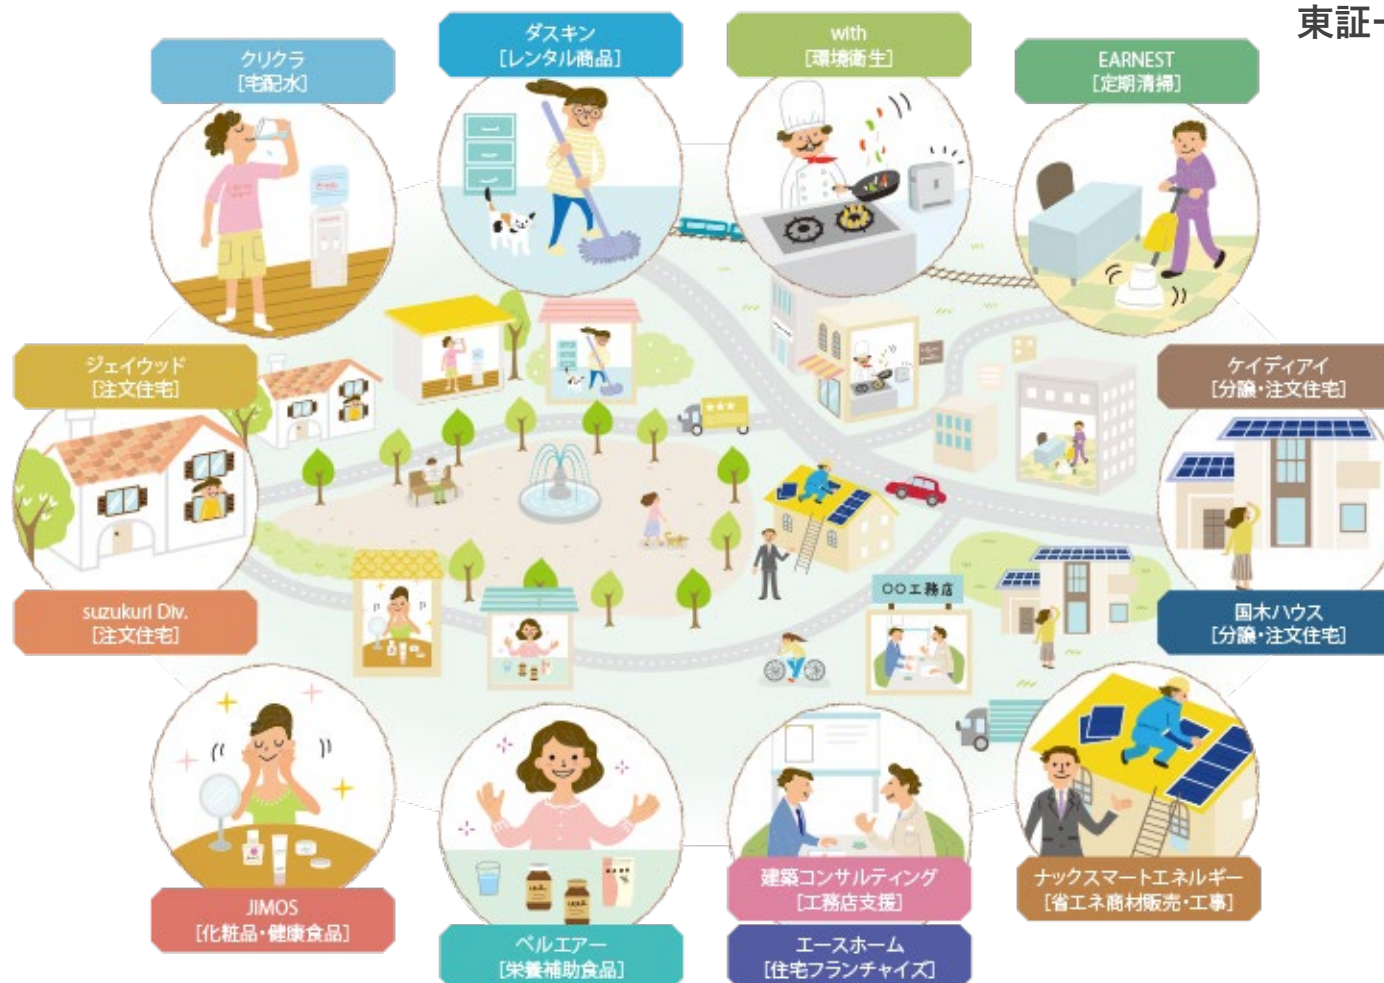 東証一
クリクラ
[宅配水]
ダスキン
[レンタル商品]
with
[環境衛生]
EARNEST
[定期清掃]
ジェイウッド
[注文住宅]
suzukuri Div.
[注文住宅]
ケイディアイ
[分譲・注文住宅]
国木ハウス
[分譲・注文住宅]
○○工務店
JIMOS
[化粧品・健康食品]
ベルエアー
[栄養補助食品]
建築コンサルティング
[工務店支援]
エースホーム
[住宅フランチャイズ]
ナックスマートエネルギー
[省エネ商材販売・工事]